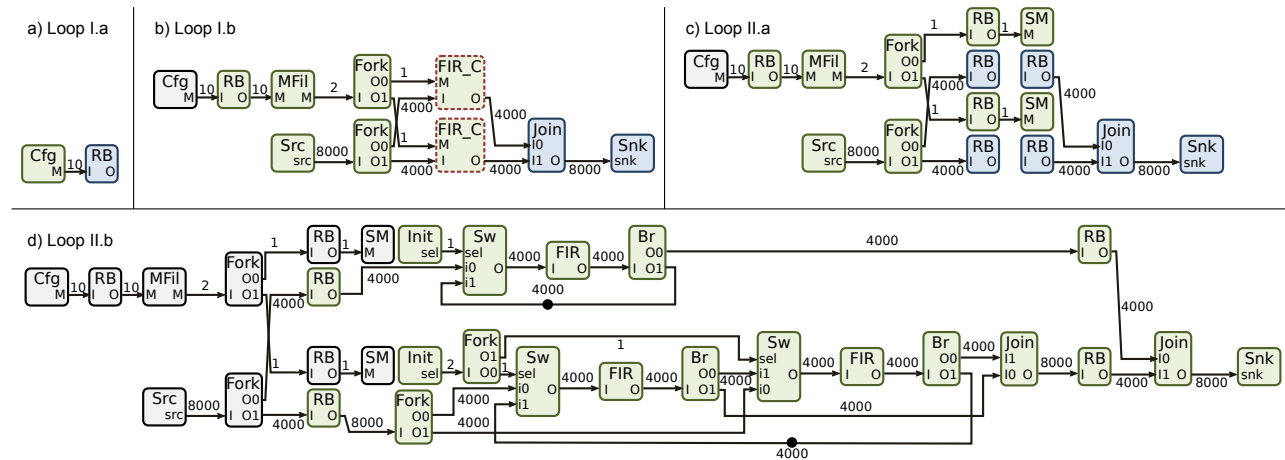 a) Loop I.a
Cfg
M
10
RB
I O
b) Loop I.b
Cfg
M
10
RB
I O
10
MFil
M M
2
Fork
O0
I O1
1
4000
FIR_C
M
I O
4000
Src
src
8000
Fork
O0
I O1
1
4000
FIR_C
M
I O
4000
Join
i0
I1 O
8000
Snk
snk
c) Loop II.a
Cfg
M
10
RB
I O
10
MFil
M M
2
Fork
O0
I O1
1
RB
I O
1
SM
M
4000
RB
I O
RB
I O
4000
1
RB
I O
1
SM
M
Src
src
8000
Fork
O0
I O1
4000
RB
I O
RB
I O
4000
Join
i0
I1 O
8000
Snk
snk
d) Loop II.b
Cfg
M
10
RB
I O
10
MFil
M M
2
Fork
O0
I O1
1
RB
I O
1
SM
M
Init
sel
1
Sw
sel
i0 O
i1
4000
FIR
I O
4000
Br
O0
I O1
4000
RB
I O
4000
RB
I O
4000
4000
4000
1
RB
I O
1
SM
M
Init
sel
2
Fork
O1
I O0
1
1
Sw
sel
i0 O
i1
4000
FIR
I O
4000
Br
O0
I O1
4000
Sw
sel
i1 O
i0
4000
FIR
I O
4000
Br
O0
I O1
4000
Join
I1
I0 O
8000
RB
I O
4000
Join
I0
I1 O
8000
Snk
snk
Src
src
8000
Fork
O0
I O1
4000
RB
I O
8000
Fork
O0
I O1
4000
4000
4000
4000